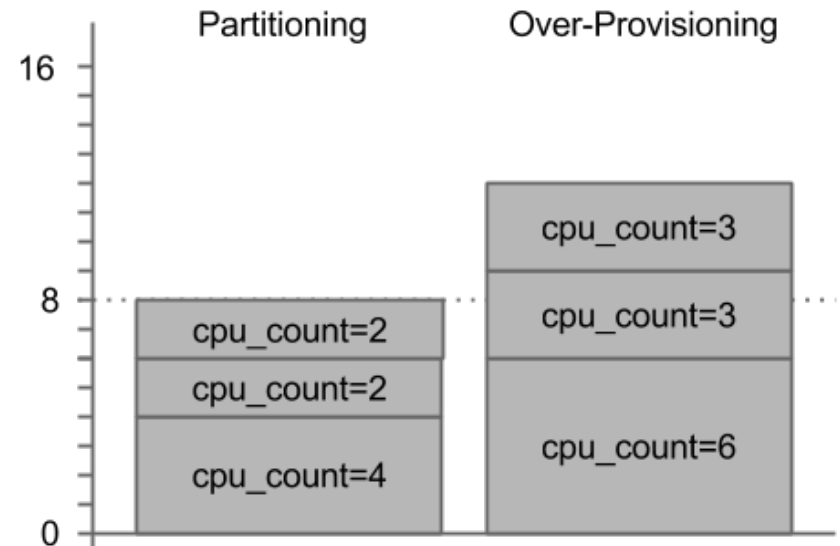 Partitioning
Over-Provisioning
16
cpu_count=3
8
cpu_count=3
cpu_count=2
cpu_count=2
cpu_count=6
cpu_count=4
0